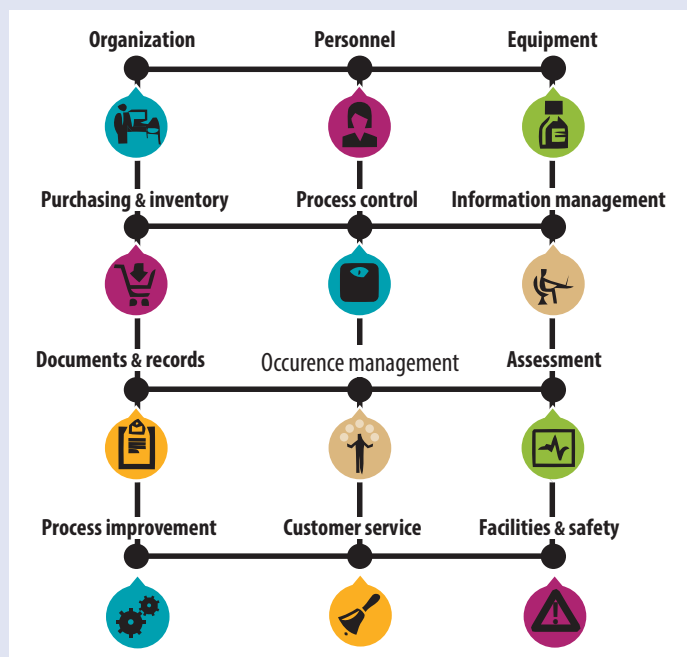 Organization
Personnel
Equipment
Purchasing & inventory
Process control
Information management
Documents & records
Occurence management
Assessment
Process improvement
Customer service
Facilities & safety